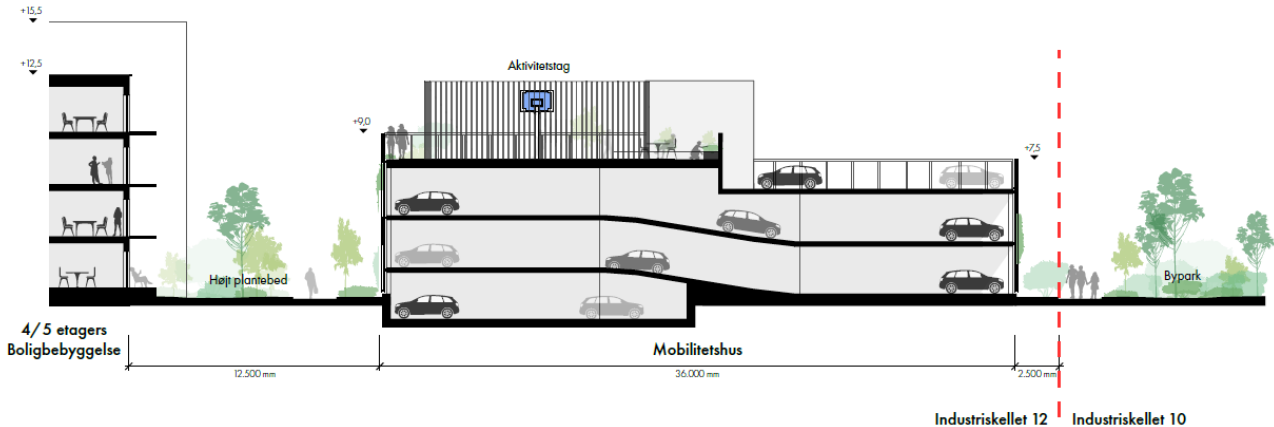 +15,5
+12,5
Aktivitetstag
+9,0
+7,5
Højt plantebed
Bypark
4/5 etagers
Boligbebyggelse
Mobilitetshus
12.500 mm
36.000 mm
2.500 mm
Industriskellet 12
Industriskellet 10